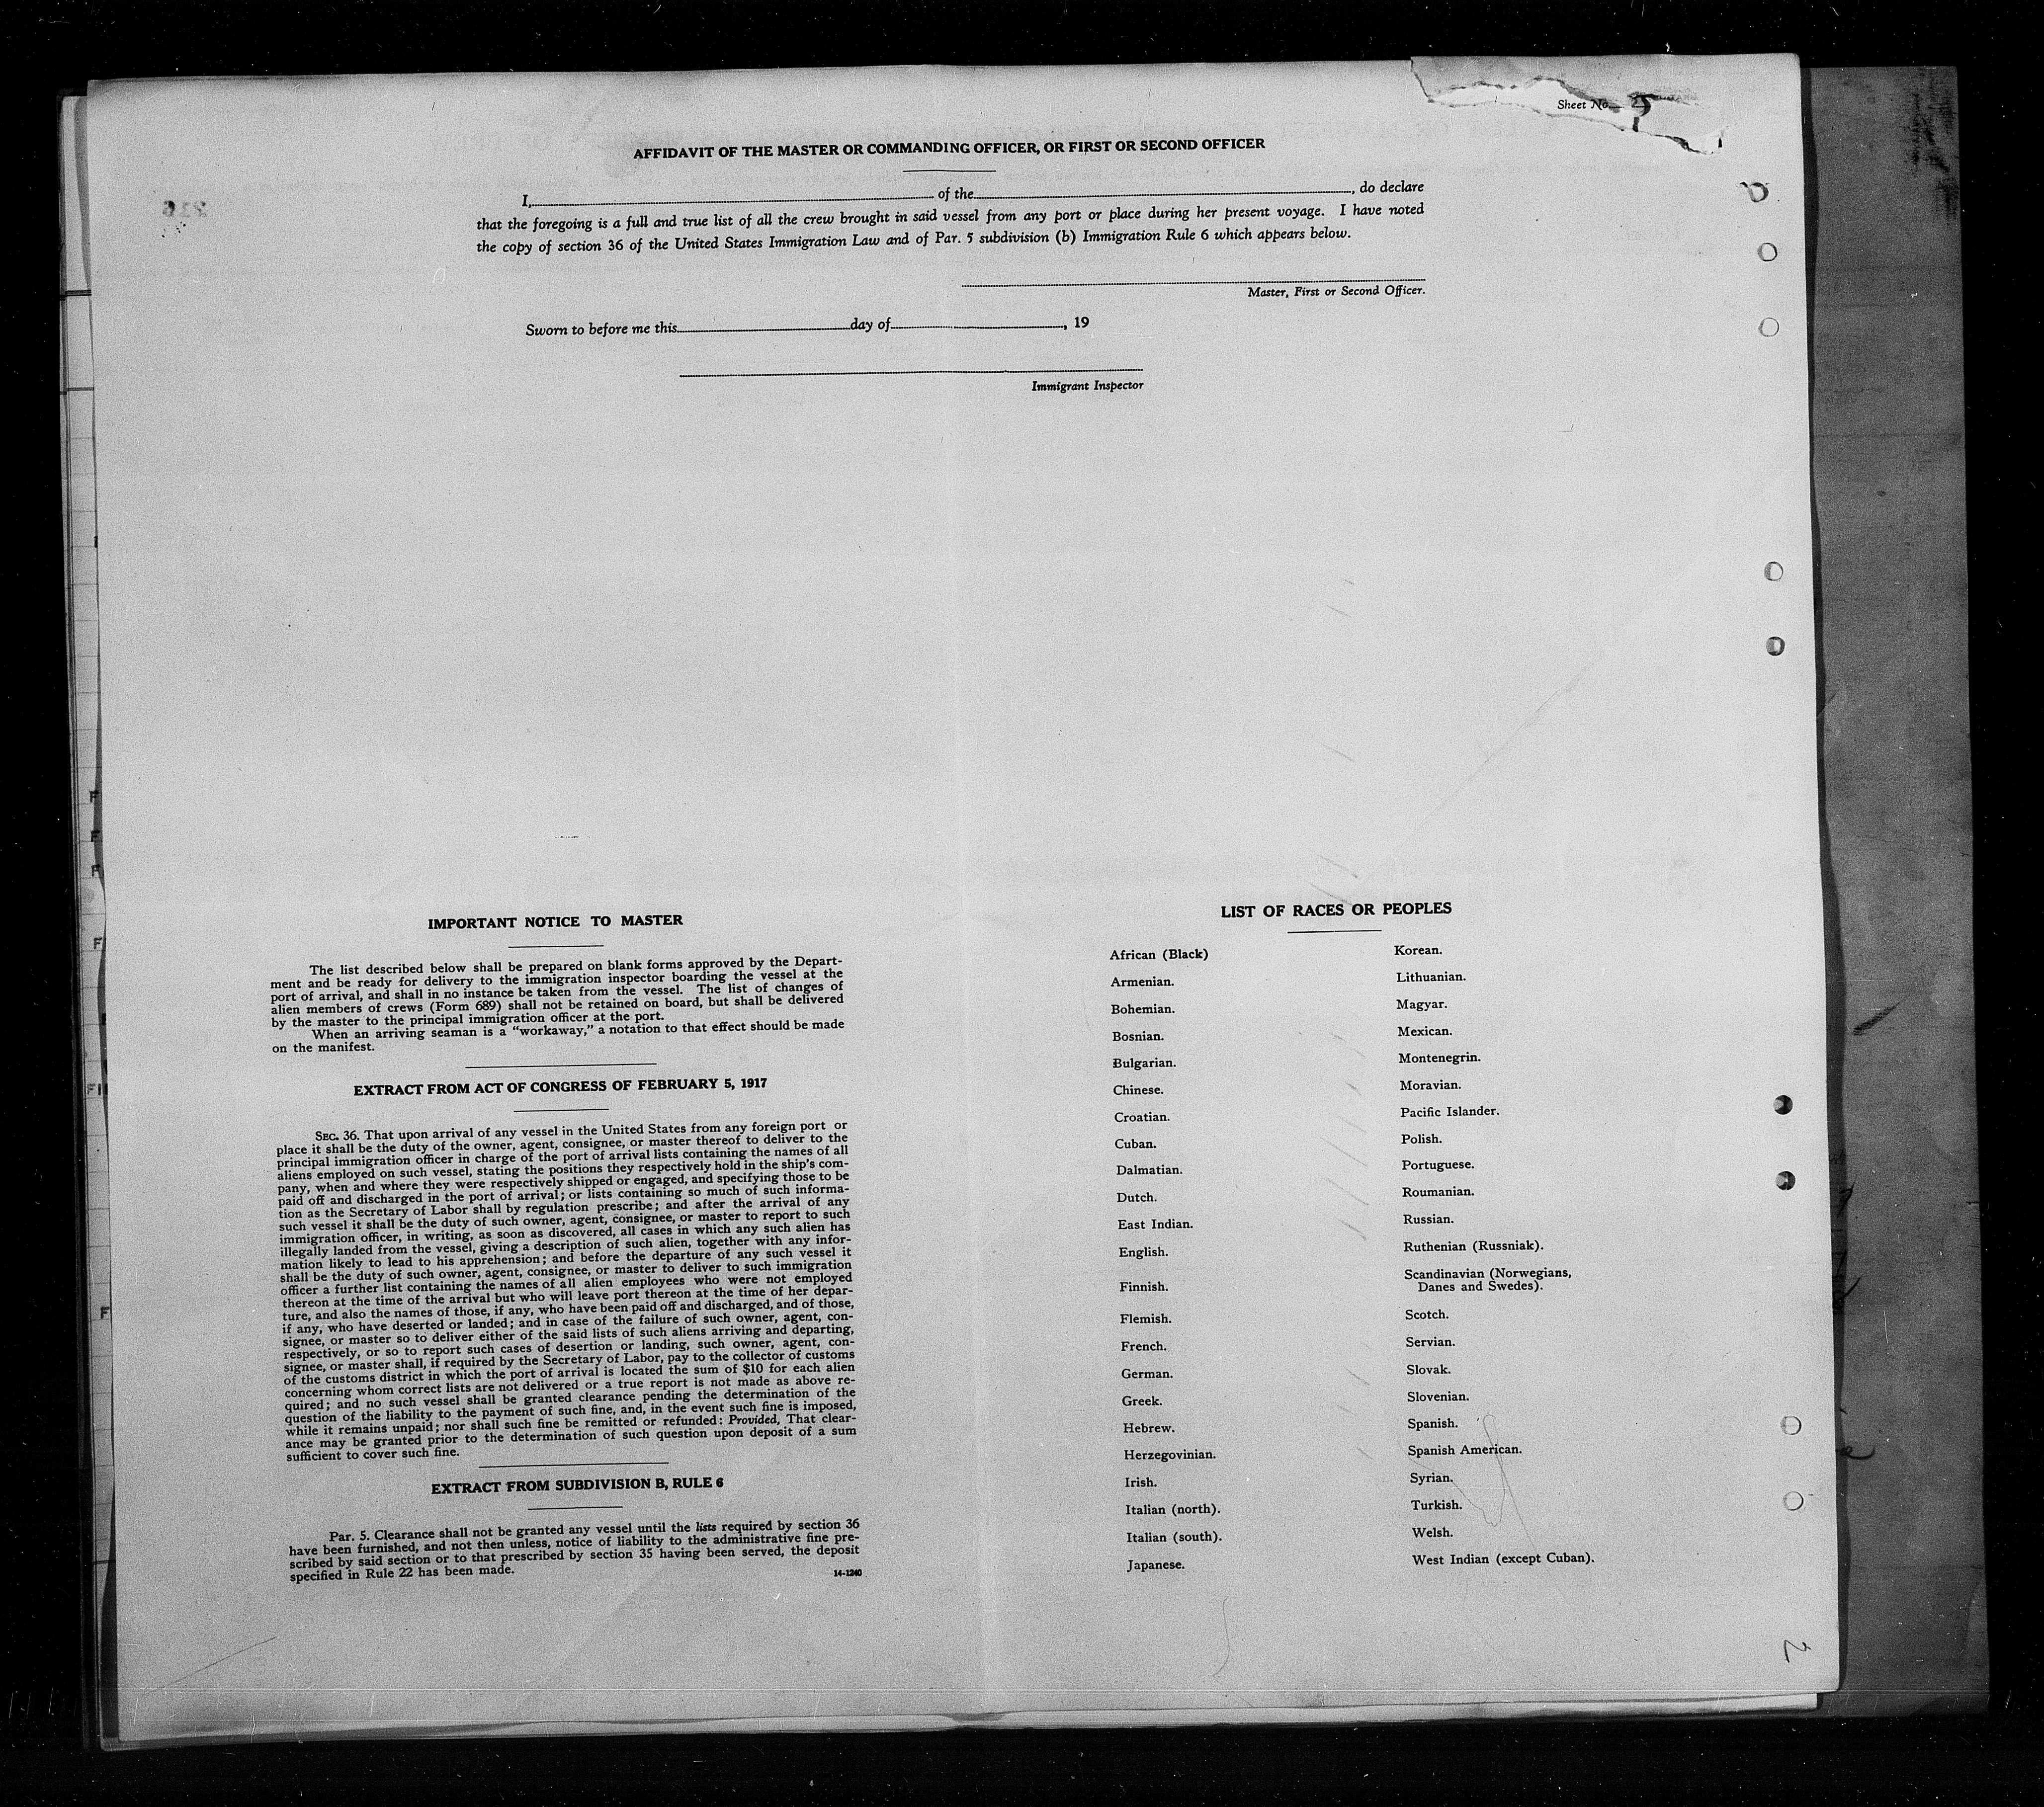 Sheet No. 5
AFFIDAVIT OF THE MASTER OR COMMANDING OFFICER, OR FIRST OR SECOND OFFICER
I, of the , do declare
that the foregoing is a full and true list of all the crew brought in said vessel from any port or place during her present voyage. I have noted
the copy of section 36 of the United States Immigration Law and of Par. 5 subdivision (b) Immigration Rule 6 which appears below.
Master, First or Second Officer.
Sworn to before me this day of , 19
Immigrant Inspector
IMPORTANT NOTICE TO MASTER
The list described below shall be prepared on blank forms approved by the Depart-
ment and be ready for delivery to the immigration inspector boarding the vessel at the
port of arrival, and shall in no instance be taken from the vessel. The list of changes of
alien members of crews (Form 689) shall not be retained on board, but shall be delivered
by the master to the principal immigration officer at the port.
When an arriving seaman is a "workaway," a notation to that effect should be made
on the manifest.
EXTRACT FROM ACT OF CONGRESS OF FEBRUARY 5, 1917
SEC. 36. That upon arrival of any vessel in the United States from any foreign port or
place it shall be the duty of the owner, agent, consignee, or master thereof to deliver to the
principal immigration officer in charge of the port of arrival lists containing the names of all
aliens employed on such vessel, stating the positions they respectively hold in the ship's com-
pany, when and where they were respectively shipped or engaged, and specifying those to be
paid off and discharged in the port of arrival; or lists containing so much of such informa-
tion as the Secretary of Labor shall by regulation prescribe; and after the arrival of any
such vessel it shall be the duty of such owner, agent, consignee, or master to report to such
immigration officer, in writing, as soon as discovered, all cases in which any such alien has
illegally landed from the vessel, giving a description of such alien, together with any infor-
mation likely to lead to his apprehension; and before the departure of any such vessel it
shall be the duty of such owner, agent, consignee, or master to deliver to such immigration
officer a further list containing the names of all alien employees who were not employed
thereon at the time of the arrival but who will leave port thereon at the time of her depar-
ture, and also the names of those, if any, who have been paid off and discharged, and of those,
if any, who have deserted or landed; and in case of the failure of such owner, agent, con-
signee, or master so to deliver either of the said lists of such aliens arriving and departing,
respectively, or so to report such cases of desertion or landing, such owner, agent, con-
signee, or master shall, if required by the Secretary of Labor, pay to the collector of customs
of the customs district in which the port of arrival is located the sum of $10 for each alien
concerning whom correct lists are not delivered or a true report is not made as above re-
quired; and no such vessel shall be granted clearance pending the determination of the
question of the liability to the payment of such fine, and, in the event such fine is imposed,
while it remains unpaid; nor shall such fine be remitted or refunded: Provided, That clear-
ance may be granted prior to the determination of such question upon deposit of a sum
sufficient to cover such fine.
EXTRACT FROM SUBDIVISION B, RULE 6
Par. 5. Clearance shall not be granted any vessel until the lists required by section 36
have been furnished, and not then unless, notice of liability to the administrative fine pre-
scribed by said section or to that prescribed by section 35 having been served, the deposit
specified in Rule 22 has been made.
14-1240
LIST OF RACES OR PEOPLES
African (Black)
Armenian.
Bohemian.
Bosnian.
Bulgarian.
Chinese.
Croatian.
Cuban.
Dalmatian.
Dutch.
East Indian.
English.
Finnish.
Flemish.
French.
German.
Greek.
Hebrew.
Herzegovinian.
Irish.
Italian (north).
Italian (south).
Japanese.
Korean.
Lithuanian.
Magyar.
Mexican.
Montenegrin.
Moravian.
Pacific Islander.
Polish.
Portuguese.
Roumanian.
Russian.
Ruthenian (Russniak).
Scandinavian (Norwegians,
Danes and Swedes).
Scotch.
Servian.
Slovak.
Slovenian.
Spanish.
Spanish American.
Syrian.
Turkish.
Welsh.
West Indian (except Cuban).
2